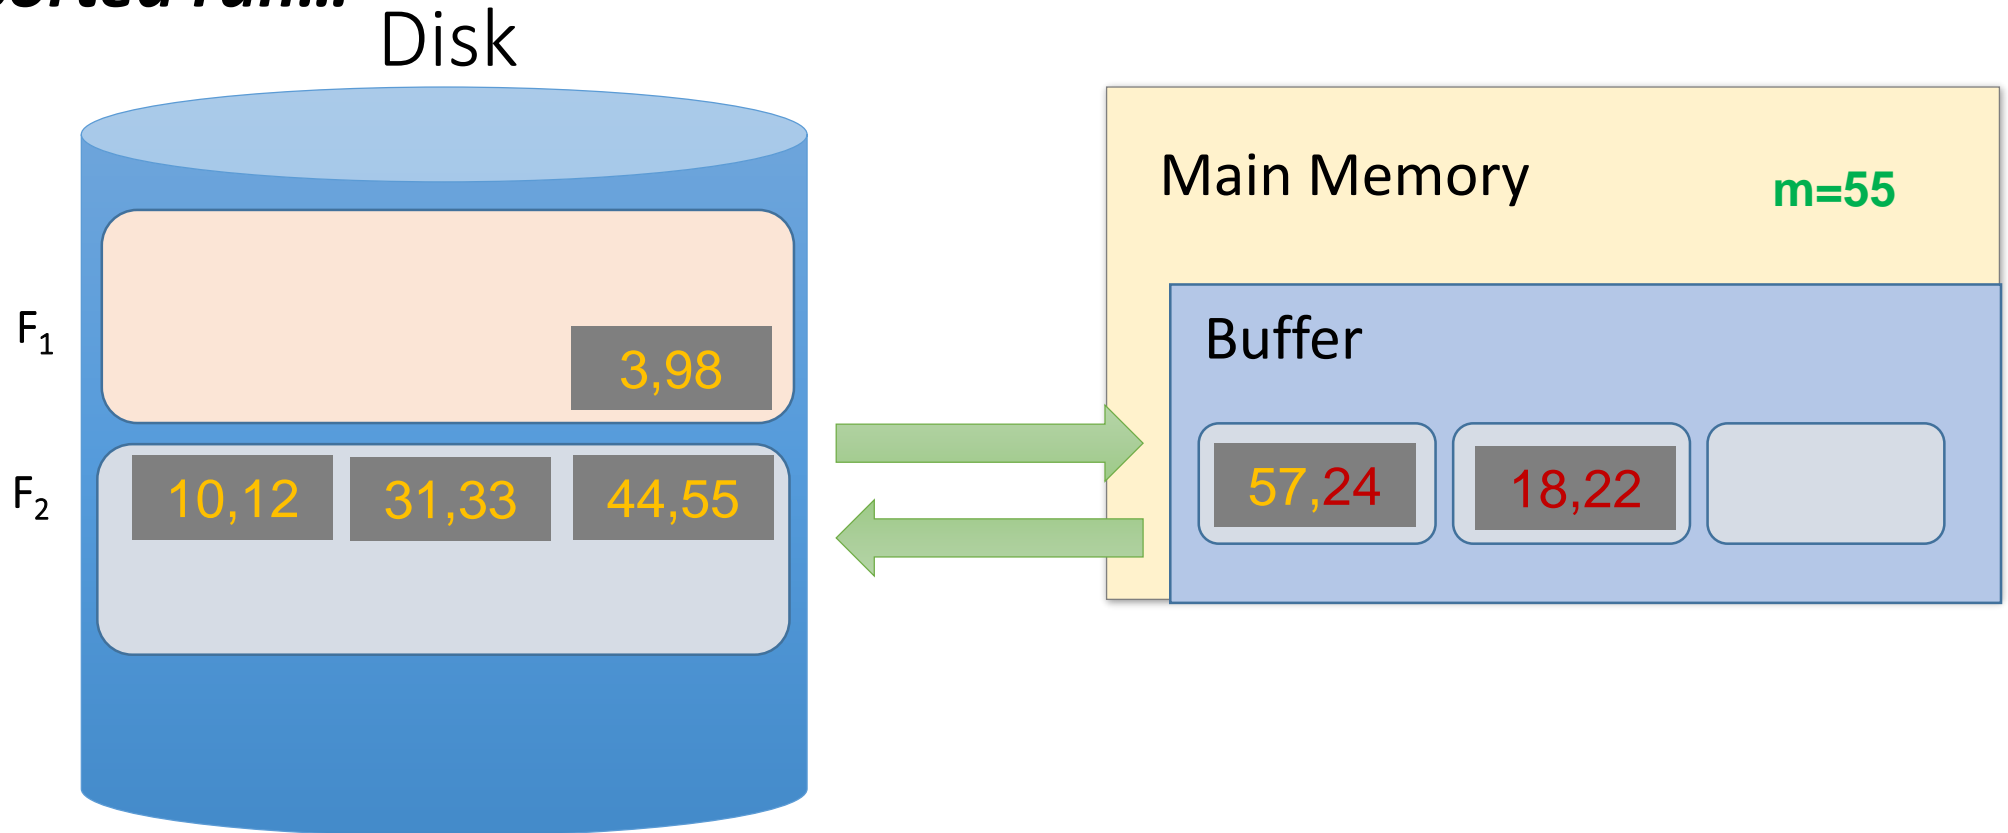 Disk
Main Memory
m=55
F₁
Buffer
3,98
F₂
10,12 31,33 44,55
57,24 18,22